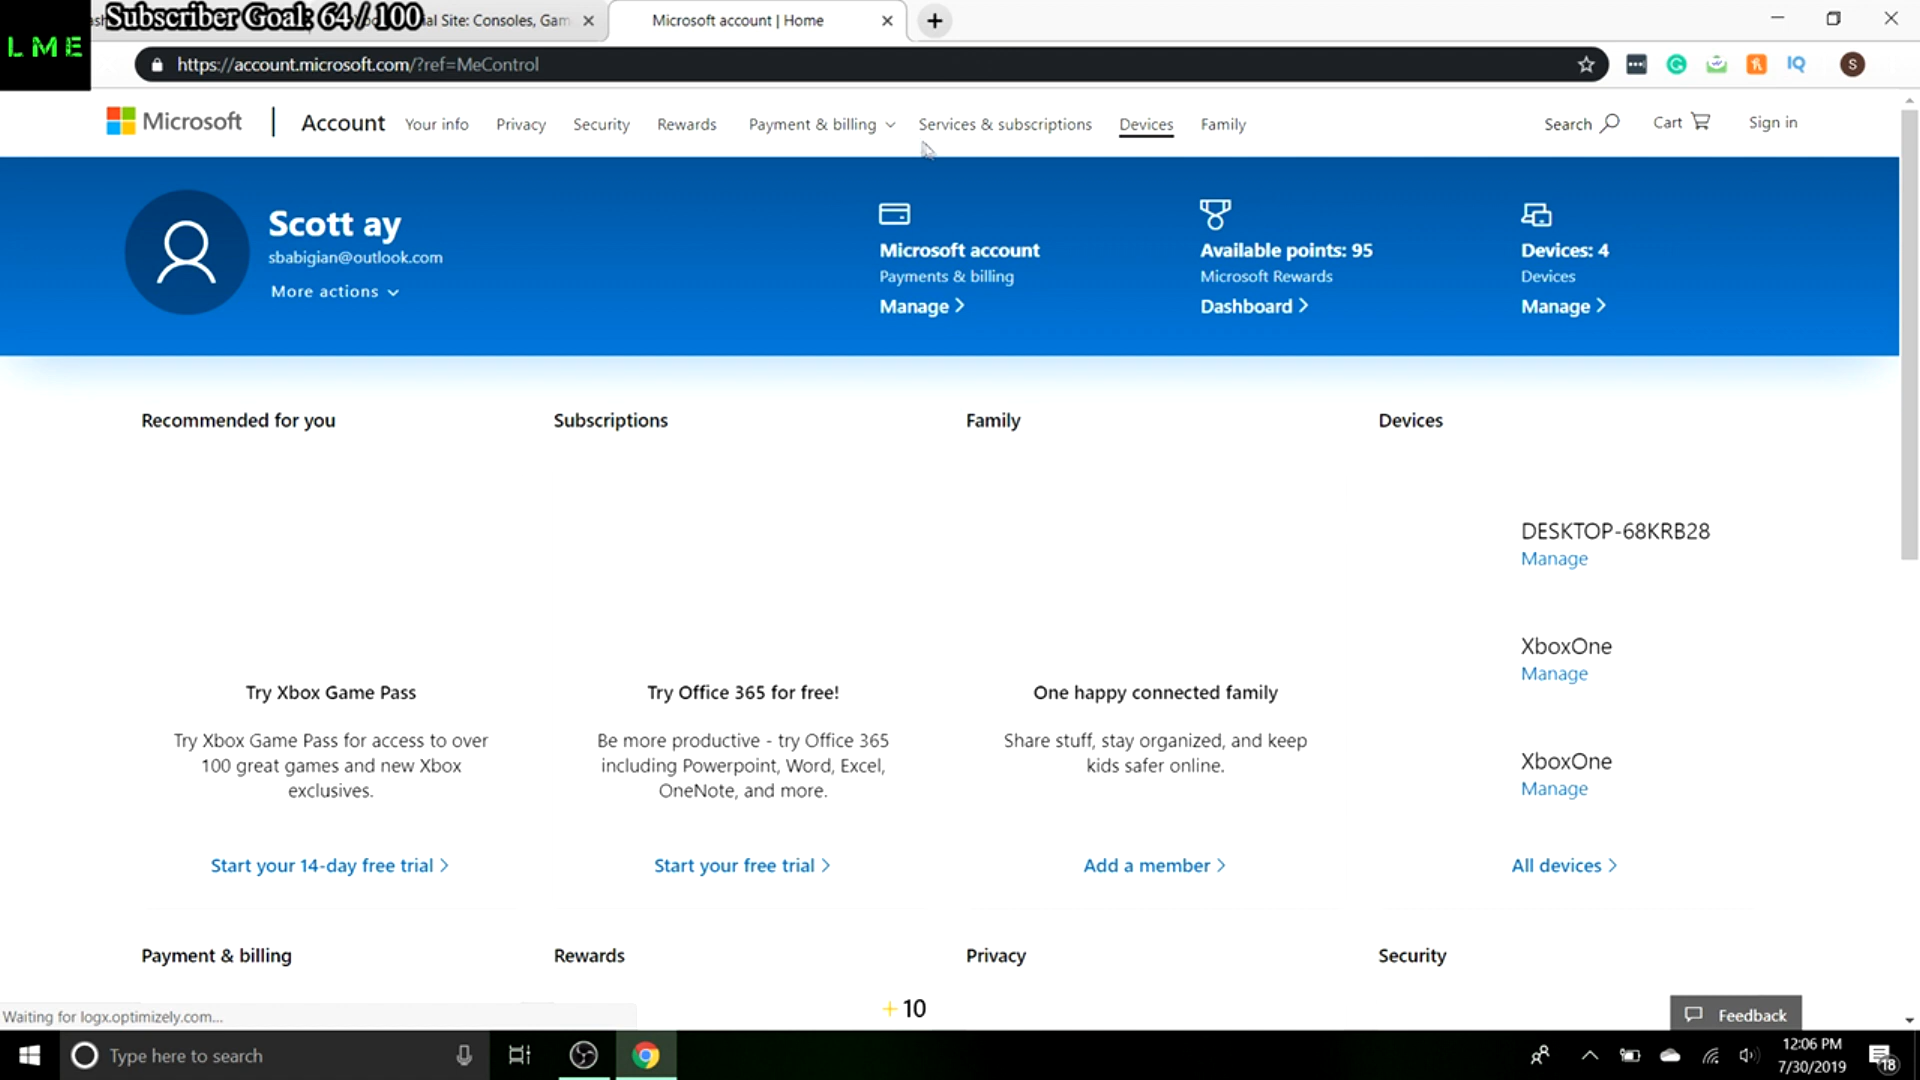 Subscriber Goal: 64 / 100
ial Site: Consoles, Gam
Microsoft account | Home
LME
https://account.microsoft.com/?ref=MeControl
IQ
S
Microsoft
Account
Your info
Privacy
Security
Rewards
Payment & billing
Services & subscriptions
Devices
Family
Search
Cart
Sign in
Scott ay
sbabigian@outlook.com
More actions
Microsoft account
Payments & billing
Manage
Available points: 95
Microsoft Rewards
Dashboard
Devices: 4
Devices
Manage
Recommended for you
Subscriptions
Family
Devices
DESKTOP-68KRB28
Manage
XboxOne
Manage
XboxOne
Manage
Try Xbox Game Pass
Try Xbox Game Pass for access to over
100 great games and new Xbox
exclusives.
Start your 14-day free trial
Try Office 365 for free!
Be more productive - try Office 365
including Powerpoint, Word, Excel,
OneNote, and more.
Start your free trial
One happy connected family
Share stuff, stay organized, and keep
kids safer online.
Add a member
All devices
Payment & billing
Rewards
Privacy
Security
+ 10
Waiting for logx.optimizely.com...
Feedback
Type here to search
12:06 PM
7/30/2019
18